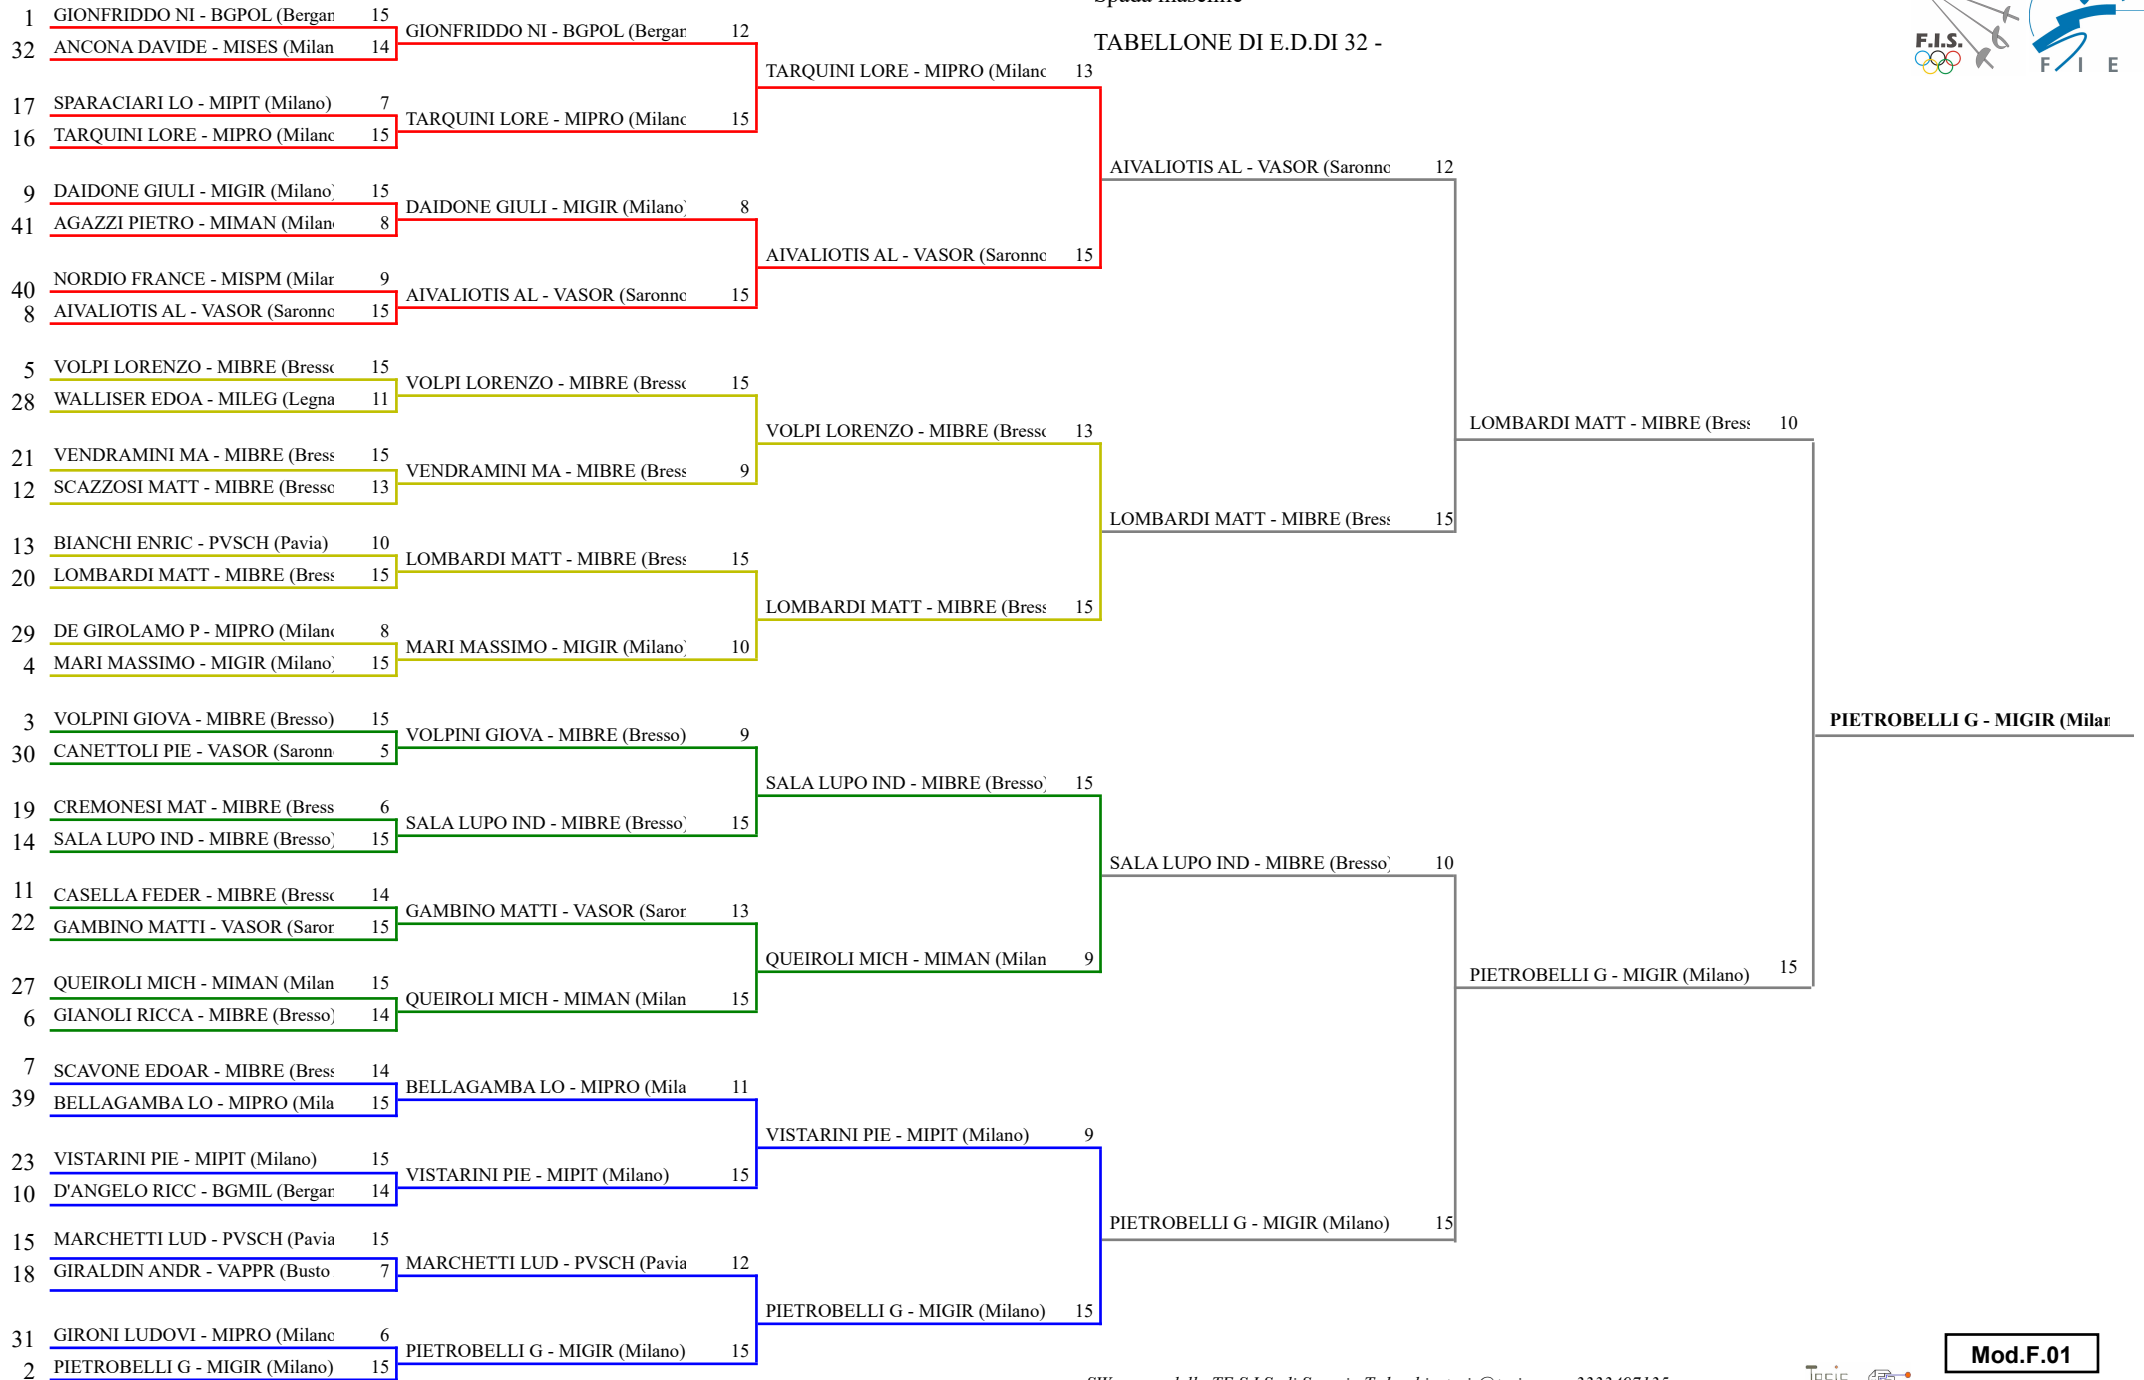 Spada maschile
TABELLONE DI E.D.DI 32 -
F.I.S.
F I E
1 GIONFRIDDO NI - BGPOL (Bergan 15
32 ANCONA DAVIDE - MISES (Milan 14
17 SPARACIARI LO - MIPIT (Milano) 7
16 TARQUINI LORE - MIPRO (Milanc 15
9 DAIDONE GIULI - MIGIR (Milano) 15
41 AGAZZI PIETRO - MIMAN (Milan 8
40 NORDIO FRANCE - MISPM (Milar 9
8 AIVALIOTIS AL - VASOR (Saronnc 15
5 VOLPI LORENZO - MIBRE (Bressc 15
28 WALLISER EDOA - MILEG (Legna 11
21 VENDRAMINI MA - MIBRE (Bress 15
12 SCAZZOSI MATT - MIBRE (Bressc 13
13 BIANCHI ENRIC - PVSCH (Pavia) 10
20 LOMBARDI MATT - MIBRE (Bress 15
29 DE GIROLAMO P - MIPRO (Milanc 8
4 MARI MASSIMO - MIGIR (Milano) 15
3 VOLPINI GIOVA - MIBRE (Bresso) 15
30 CANETTOLI PIE - VASOR (Saronn 5
19 CREMONESI MAT - MIBRE (Bress 6
14 SALA LUPO IND - MIBRE (Bresso) 15
11 CASELLA FEDER - MIBRE (Bressc 14
22 GAMBINO MATTI - VASOR (Saror 15
27 QUEIROLI MICH - MIMAN (Milan 15
6 GIANOLI RICCA - MIBRE (Bresso) 14
7 SCAVONE EDOAR - MIBRE (Bress 14
39 BELLAGAMBA LO - MIPRO (Mila 15
23 VISTARINI PIE - MIPIT (Milano) 15
10 D'ANGELO RICC - BGMIL (Bergan 14
15 MARCHETTI LUD - PVSCH (Pavia 15
18 GIRALDIN ANDR - VAPPR (Busto 7
31 GIRONI LUDOVI - MIPRO (Milanc 6
2 PIETROBELLI G - MIGIR (Milano) 15
GIONFRIDDO NI - BGPOL (Bergan 12
TARQUINI LORE - MIPRO (Milanc 15
DAIDONE GIULI - MIGIR (Milano) 8
AIVALIOTIS AL - VASOR (Saronnc 15
VOLPI LORENZO - MIBRE (Bressc 15
VENDRAMINI MA - MIBRE (Bress 9
LOMBARDI MATT - MIBRE (Bress 15
MARI MASSIMO - MIGIR (Milano) 10
VOLPINI GIOVA - MIBRE (Bresso) 9
SALA LUPO IND - MIBRE (Bresso) 15
GAMBINO MATTI - VASOR (Saror 13
QUEIROLI MICH - MIMAN (Milan 15
BELLAGAMBA LO - MIPRO (Mila 11
VISTARINI PIE - MIPIT (Milano) 15
MARCHETTI LUD - PVSCH (Pavia 12
PIETROBELLI G - MIGIR (Milano) 15
TARQUINI LORE - MIPRO (Milanc 13
AIVALIOTIS AL - VASOR (Saronnc 15
VOLPI LORENZO - MIBRE (Bressc 13
LOMBARDI MATT - MIBRE (Bress 15
SALA LUPO IND - MIBRE (Bresso) 15
QUEIROLI MICH - MIMAN (Milan 9
VISTARINI PIE - MIPIT (Milano) 9
PIETROBELLI G - MIGIR (Milano) 15
AIVALIOTIS AL - VASOR (Saronnc 12
LOMBARDI MATT - MIBRE (Bress 15
SALA LUPO IND - MIBRE (Bresso) 10
PIETROBELLI G - MIGIR (Milano) 15
LOMBARDI MATT - MIBRE (Bress 10
PIETROBELLI G - MIGIR (Milano) 15
PIETROBELLI G - MIGIR (Milar
Mod.F.01